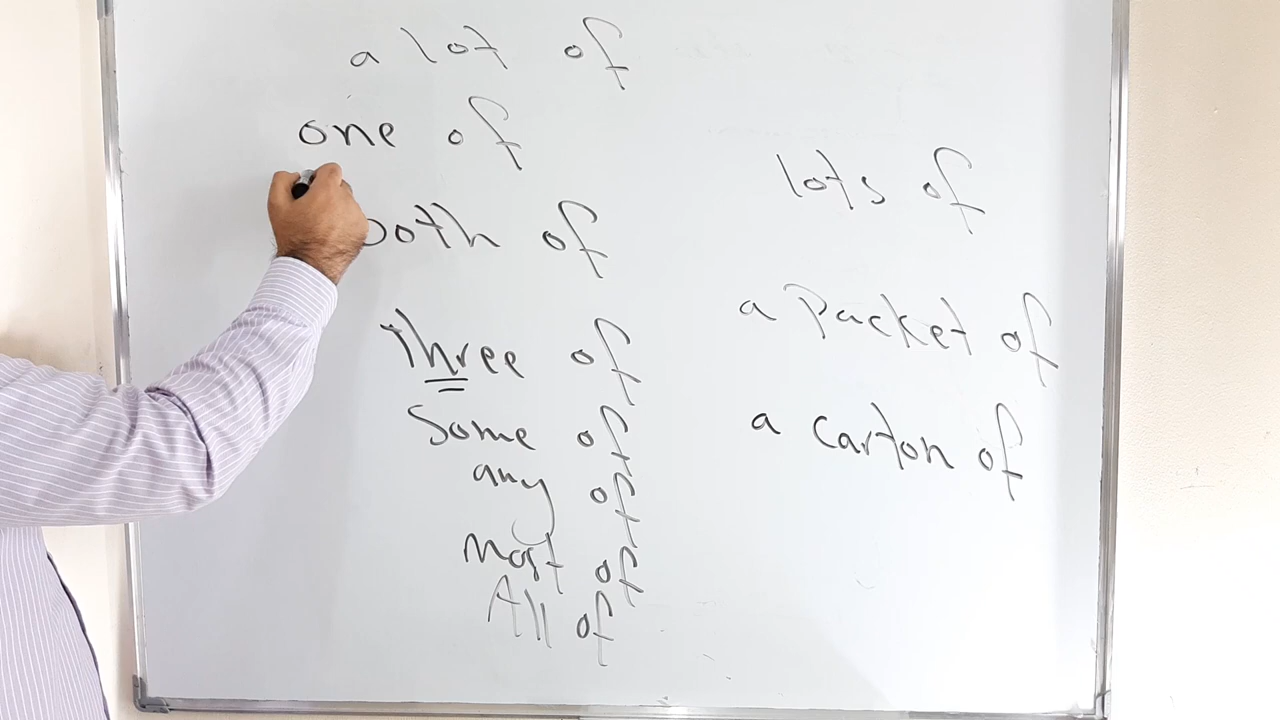 a lot of
one of
both of
three of
Some of
any of
Most of
All of
lots of
a Packet of
a carton of